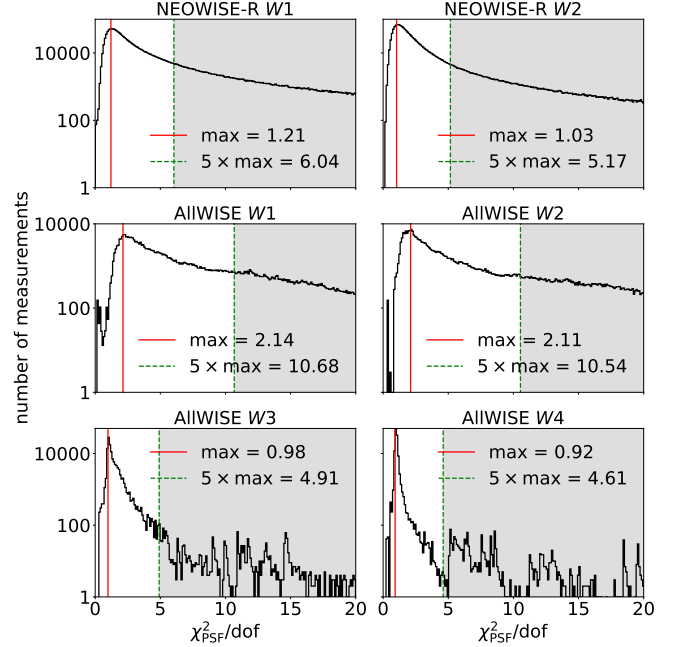 NEOWISE-R W1
NEOWISE-R W2
10000
100
1
max = 1.21
5 × max = 6.04
max = 1.03
5 × max = 5.17
number of measurements
AllWISE W1
AllWISE W2
10000
100
1
max = 2.14
5 × max = 10.68
max = 2.11
5 × max = 10.54
AllWISE W3
AllWISE W4
10000
100
1
max = 0.98
5 × max = 4.91
max = 0.92
5 × max = 4.61
0 5 10 15 20
0 5 10 15 20
χ²PSF/dof
χ²PSF/dof